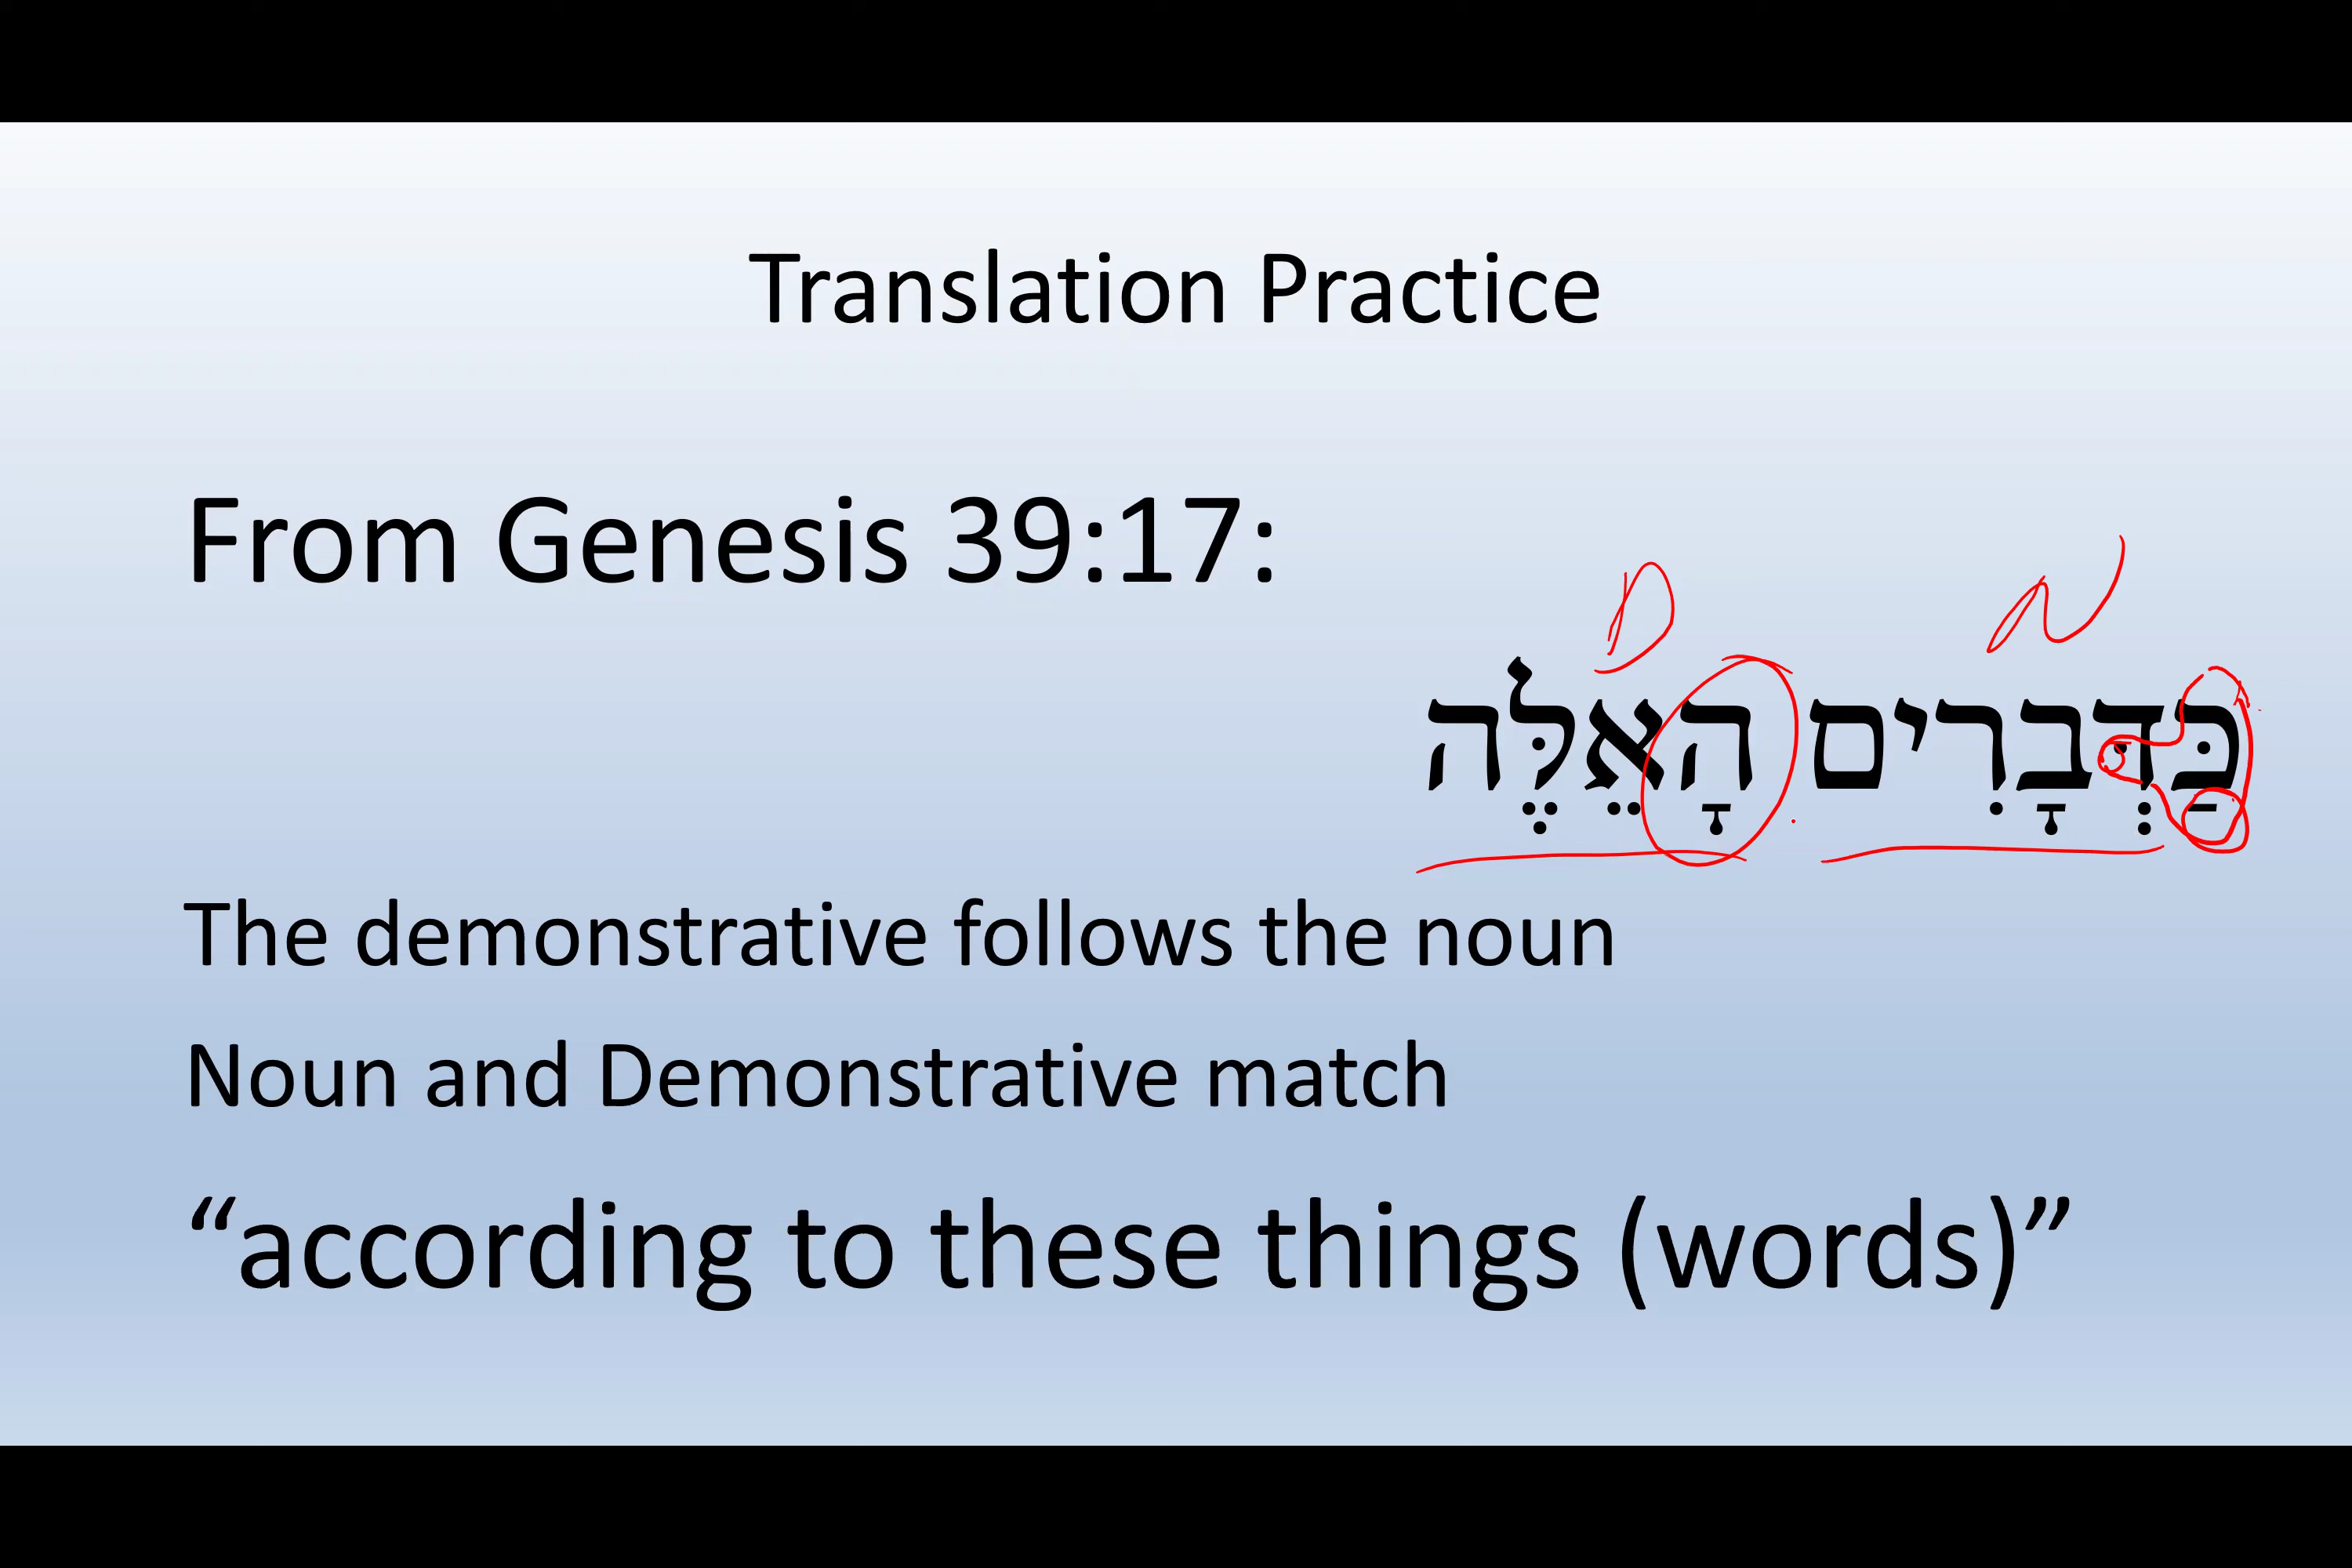 Translation Practice
From Genesis 39:17:
D N
כַּדְּבָרִים הָאֵלֶּה
The demonstrative follows the noun
Noun and Demonstrative match
“according to these things (words)”